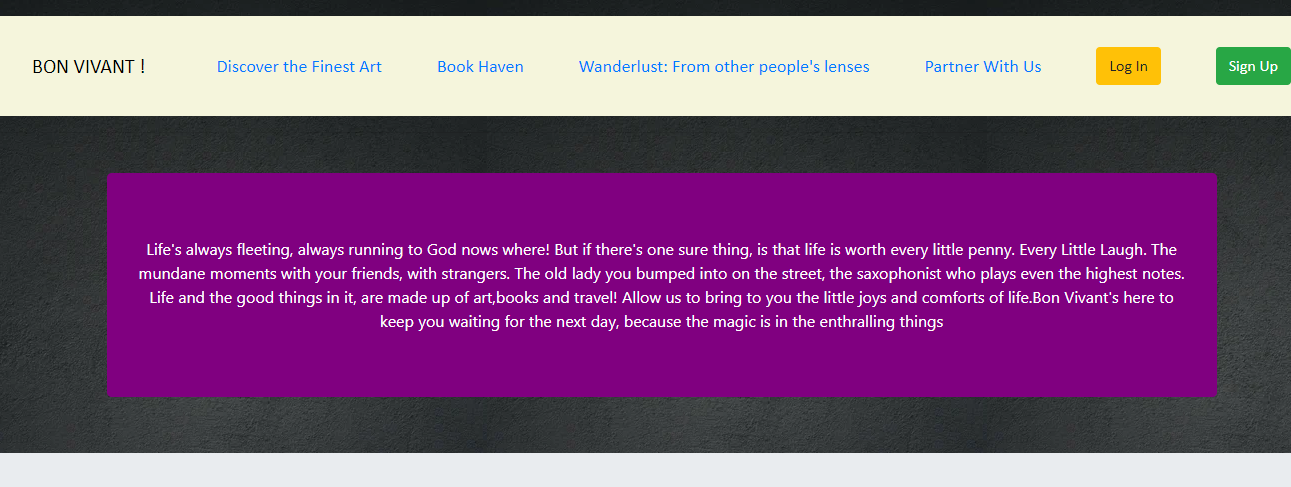 BON VIVANT ! Discover the Finest Art Book Haven Wanderlust: From other people's lenses Partner With Us Log In Sign Up
Life's always fleeting, always running to God nows where! But if there's one sure thing, is that life is worth every little penny. Every Little Laugh. The
mundane moments with your friends, with strangers. The old lady you bumped into on the street, the saxophonist who plays even the highest notes.
Life and the good things in it, are made up of art,books and travel! Allow us to bring to you the little joys and comforts of life.Bon Vivant's here to
keep you waiting for the next day, because the magic is in the enthralling things